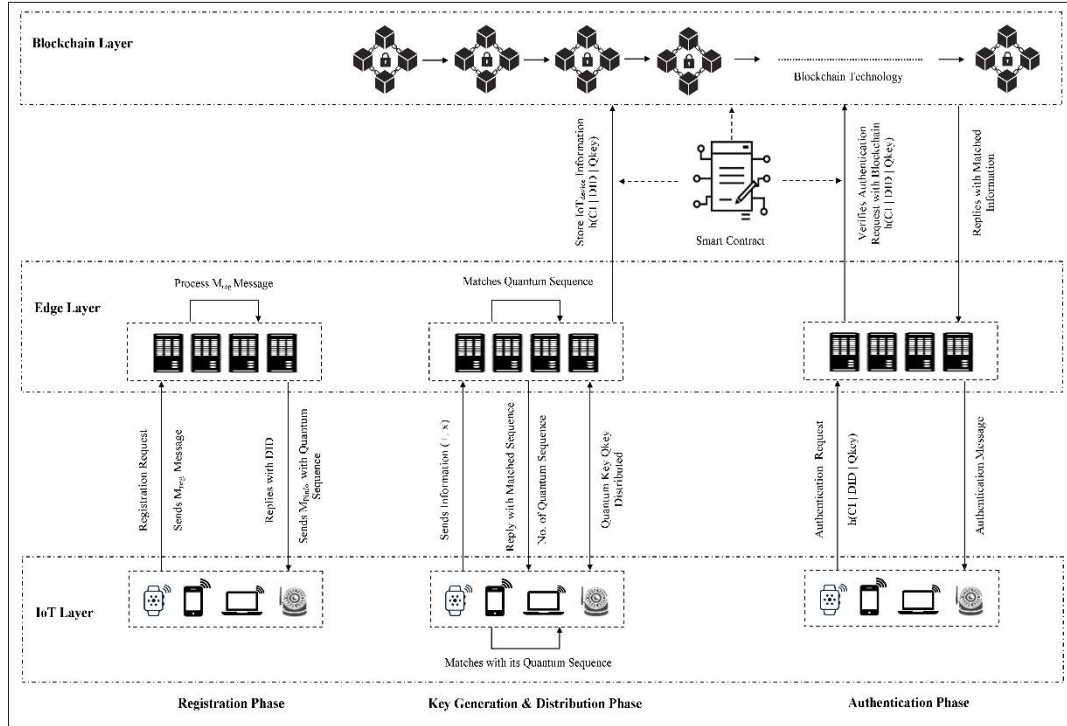 Blockchain Layer
Blockchain Technology
Store IoTdevice Information
h(CI | DID | Qkey)
Smart Contract
Verifies Authentication
Request with Blockchain
h(CI | DID | Qkey)
Replies with Matched
Information
Edge Layer
Process Mreg Message
Matches Quantum Sequence
Registration Request
Sends Mreg. Message
Replies with DID
with Quantum
Sequence
Sends Information (+, x)
Reply with Matched Sequence
No. of Quantum Sequence
Quantum Key Qkey
Distributed
Authentication Request
h(CI | DID | Qkey)
Authentication Message
IoT Layer
Matches with its Quantum Sequence
Registration Phase
Key Generation & Distribution Phase
Authentication Phase